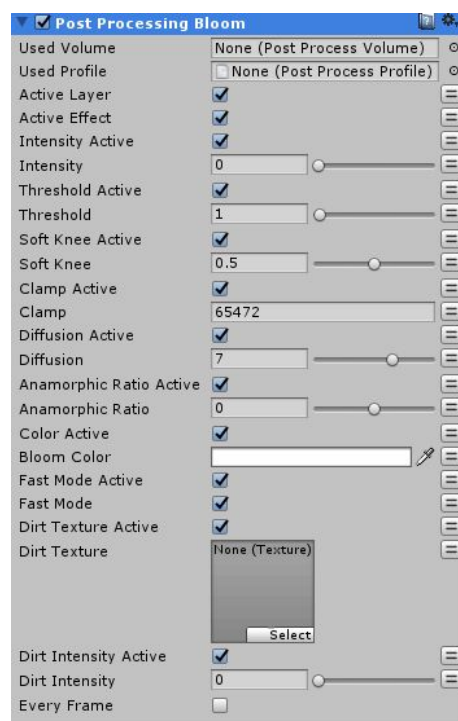 Post Processing Bloom
Used Volume None (Post Process Volume)
Used Profile None (Post Process Profile)
Active Layer
Active Effect
Intensity Active
Intensity 0
Threshold Active
Threshold 1
Soft Knee Active
Soft Knee 0.5
Clamp Active
Clamp 65472
Diffusion Active
Diffusion 7
Anamorphic Ratio Active
Anamorphic Ratio 0
Color Active
Bloom Color
Fast Mode Active
Fast Mode
Dirt Texture Active
Dirt Texture None (Texture)
Select
Dirt Intensity Active
Dirt Intensity 0
Every Frame